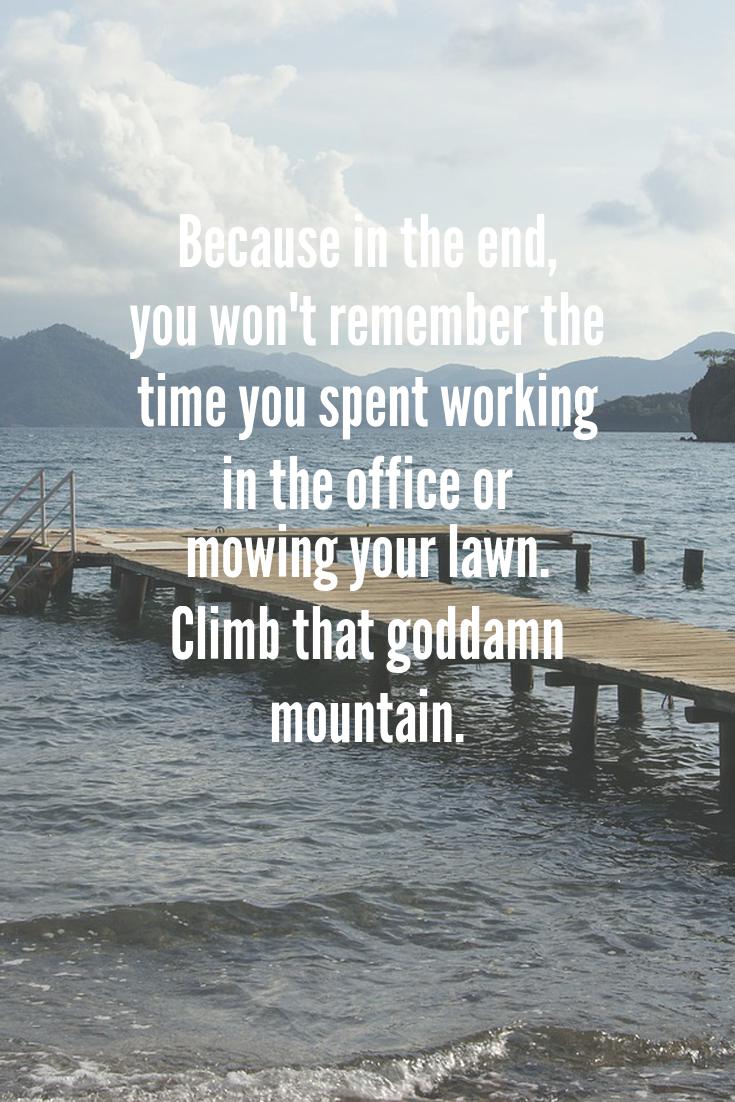 Because in the end,
you won't remember the
time you spent working
in the office or
mowing your lawn.
Climb that goddamn
mountain.